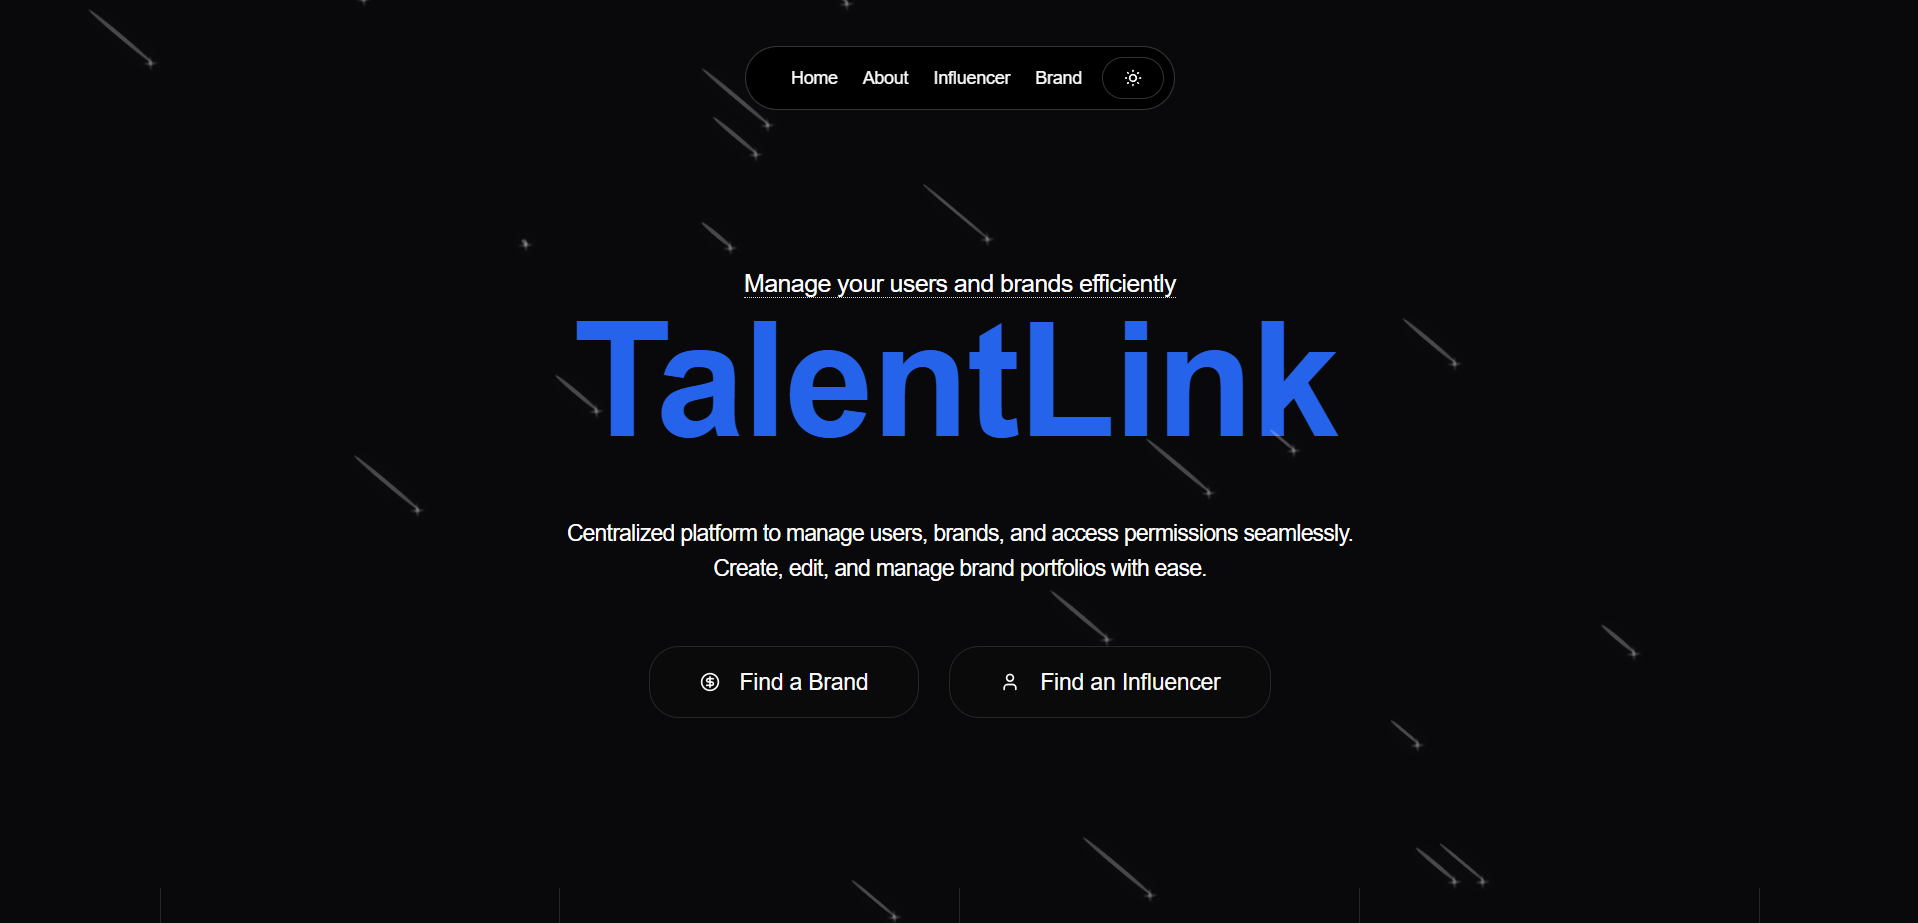 Home About Influencer Brand
Manage your users and brands efficiently
TalentLink
Centralized platform to manage users, brands, and access permissions seamlessly.
Create, edit, and manage brand portfolios with ease.
Find a Brand Find an Influencer